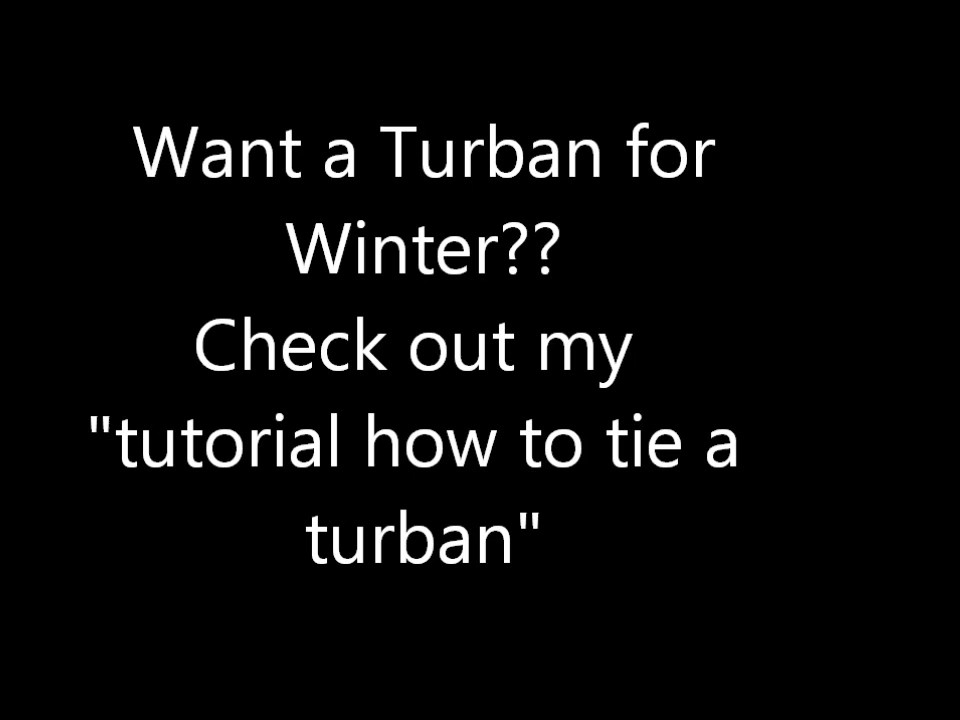 Want a Turban for
Winter??
Check out my
"tutorial how to tie a
turban"